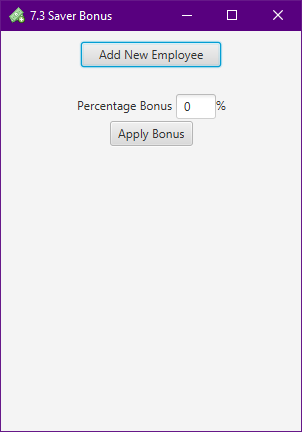 7.3 Saver Bonus
Add New Employee
Percentage Bonus 0 %
Apply Bonus